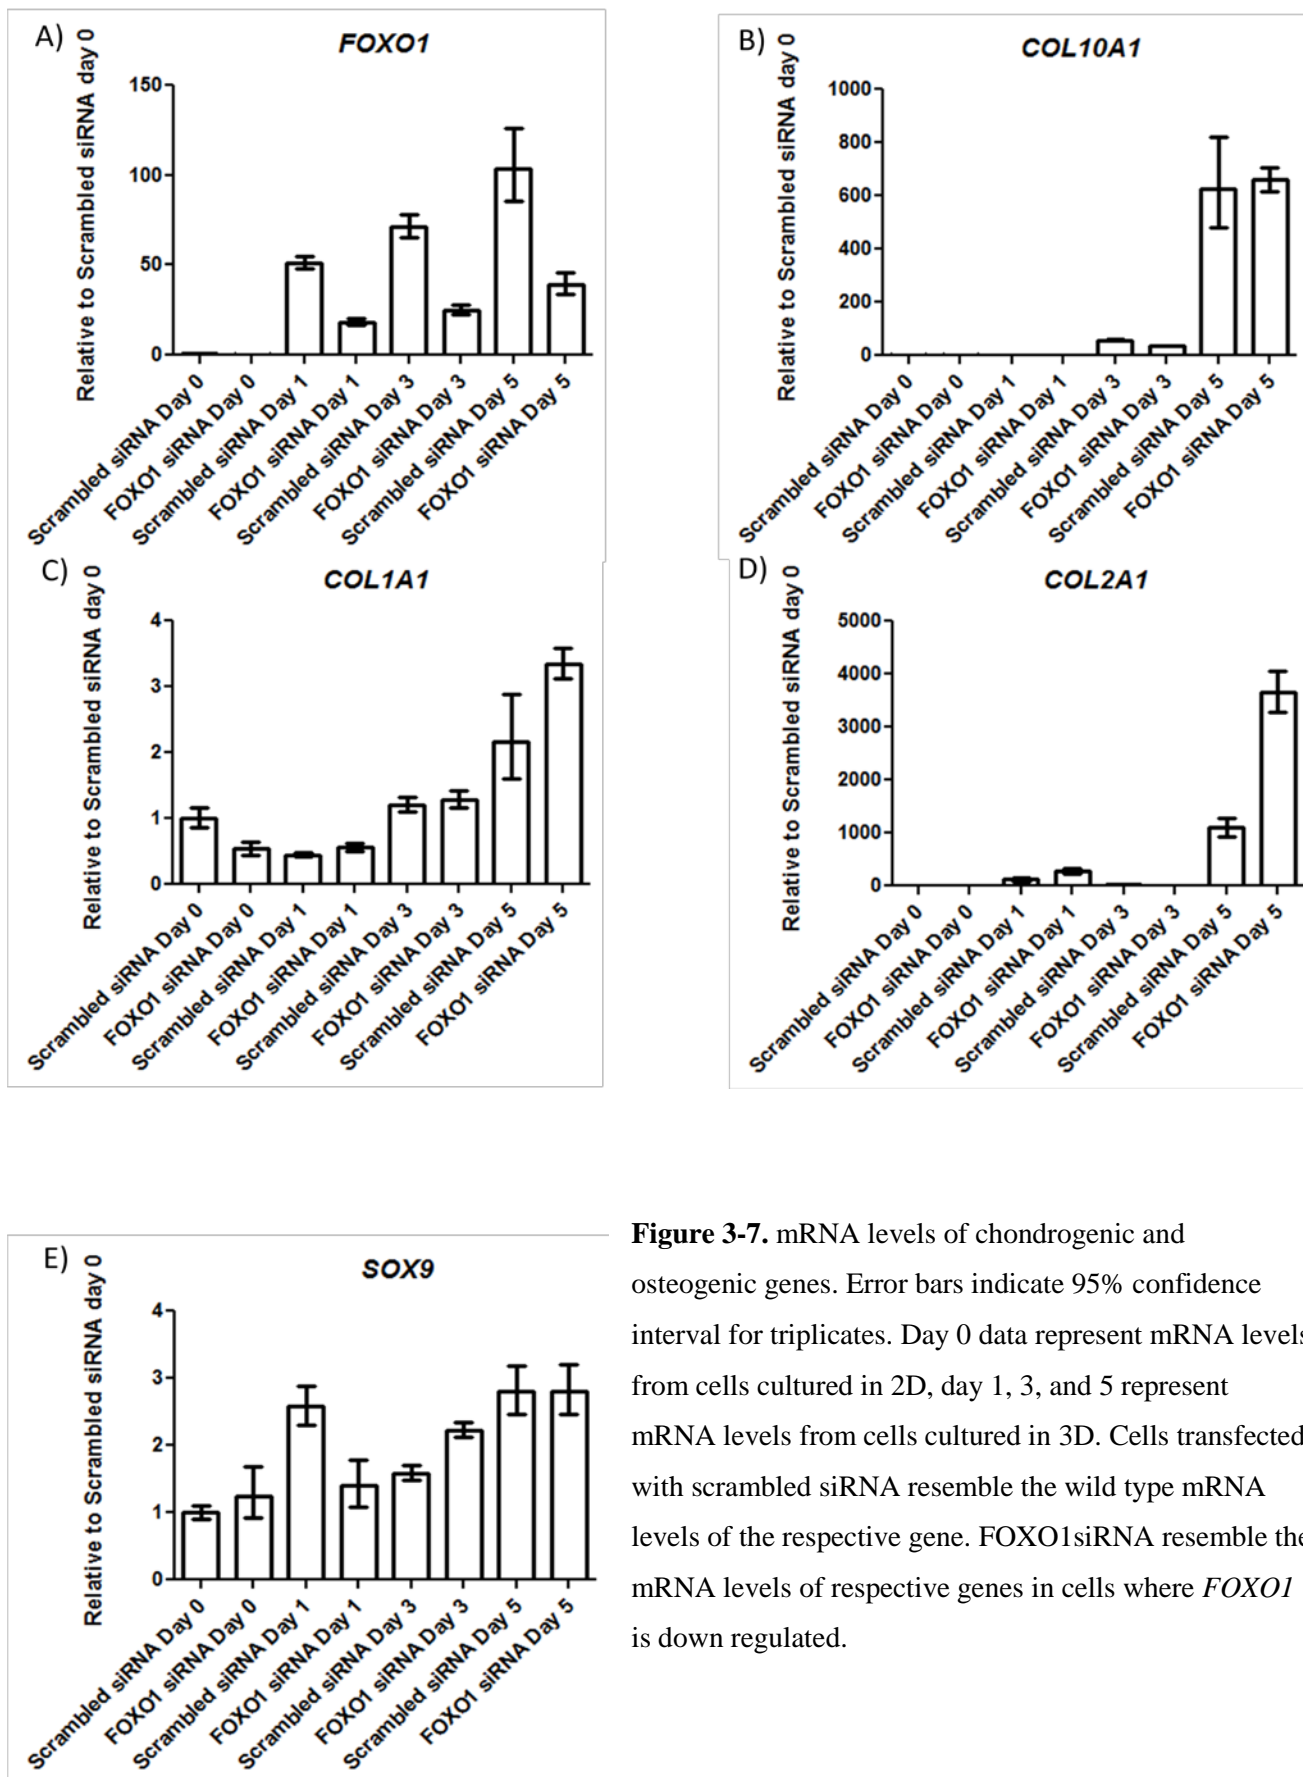 A)
FOXO1
Relative to Scrambled siRNA day 0
150
100
50
0
Scrambled siRNA Day 0
FOXO1 siRNA Day 0
Scrambled siRNA Day 1
FOXO1 siRNA Day 1
Scrambled siRNA Day 3
FOXO1 siRNA Day 3
Scrambled siRNA Day 5
FOXO1 siRNA Day 5
B)
COL10A1
Relative to Scrambled siRNA day 0
1000
800
600
400
200
0
Scrambled siRNA Day 0
FOXO1 siRNA Day 0
Scrambled siRNA Day 1
FOXO1 siRNA Day 1
Scrambled siRNA Day 3
FOXO1 siRNA Day 3
Scrambled siRNA Day 5
FOXO1 siRNA Day 5
C)
COL1A1
Relative to Scrambled siRNA day 0
4
3
2
1
0
Scrambled siRNA Day 0
FOXO1 siRNA Day 0
Scrambled siRNA Day 1
FOXO1 siRNA Day 1
Scrambled siRNA Day 3
FOXO1 siRNA Day 3
Scrambled siRNA Day 5
FOXO1 siRNA Day 5
D)
COL2A1
Relative to Scrambled siRNA day 0
5000
4000
3000
2000
1000
0
Scrambled siRNA Day 0
FOXO1 siRNA Day 0
Scrambled siRNA Day 1
FOXO1 siRNA Day 1
Scrambled siRNA Day 3
FOXO1 siRNA Day 3
Scrambled siRNA Day 5
FOXO1 siRNA Day 5
E)
SOX9
Relative to Scrambled siRNA day 0
4
3
2
1
0
Scrambled siRNA Day 0
FOXO1 siRNA Day 0
Scrambled siRNA Day 1
FOXO1 siRNA Day 1
Scrambled siRNA Day 3
FOXO1 siRNA Day 3
Scrambled siRNA Day 5
FOXO1 siRNA Day 5
Figure 3-7. mRNA levels of chondrogenic and
osteogenic genes. Error bars indicate 95% confidence
interval for triplicates. Day 0 data represent mRNA levels
from cells cultured in 2D, day 1, 3, and 5 represent
mRNA levels from cells cultured in 3D. Cells transfected
with scrambled siRNA resemble the wild type mRNA
levels of the respective gene. FOXO1siRNA resemble the
mRNA levels of respective genes in cells where FOXO1
is down regulated.